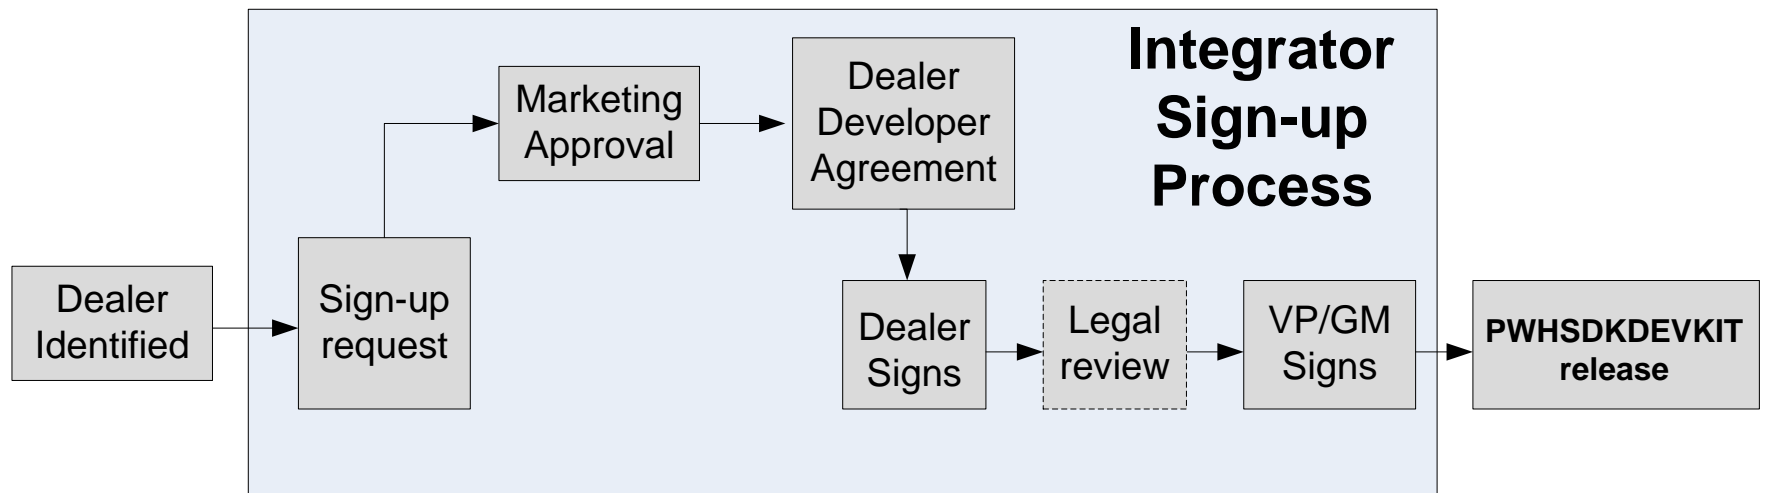 Integrator
Sign-up
Process
Dealer
Identified
Sign-up
request
Marketing
Approval
Dealer
Developer
Agreement
Dealer
Signs
Legal
review
VP/GM
Signs
PWHSDKDEVKIT
release